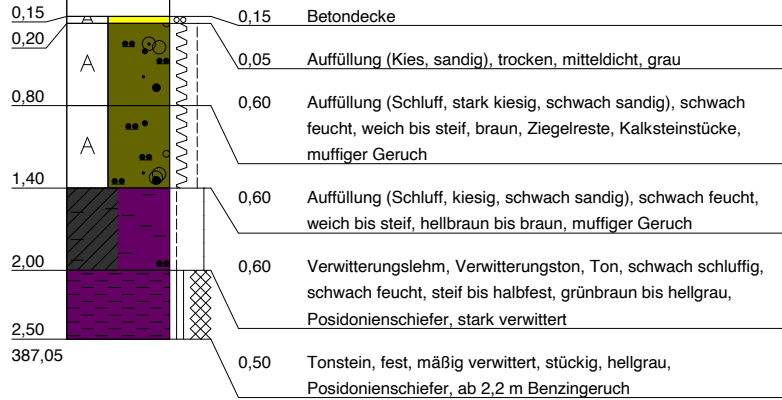 0,15
0,15 Betondecke
0,20
A
0,05 Auffüllung (Kies, sandig), trocken, mitteldicht, grau
A
0,80
0,60 Auffüllung (Schluff, stark kiesig, schwach sandig), schwach
feucht, weich bis steif, braun, Ziegelreste, Kalksteinstücke,
muffiger Geruch
A
1,40
0,60 Auffüllung (Schluff, kiesig, schwach sandig), schwach feucht,
weich bis steif, hellbraun bis braun, muffiger Geruch
2,00
0,60 Verwitterungslehm, Verwitterungston, Ton, schwach schluffig,
schwach feucht, steif bis halbfest, grünbraun bis hellgrau,
Posidonienschiefer, stark verwittert
2,50
387,05
0,50 Tonstein, fest, mäßig verwittert, stückig, hellgrau,
Posidonienschiefer, ab 2,2 m Benzingeruch